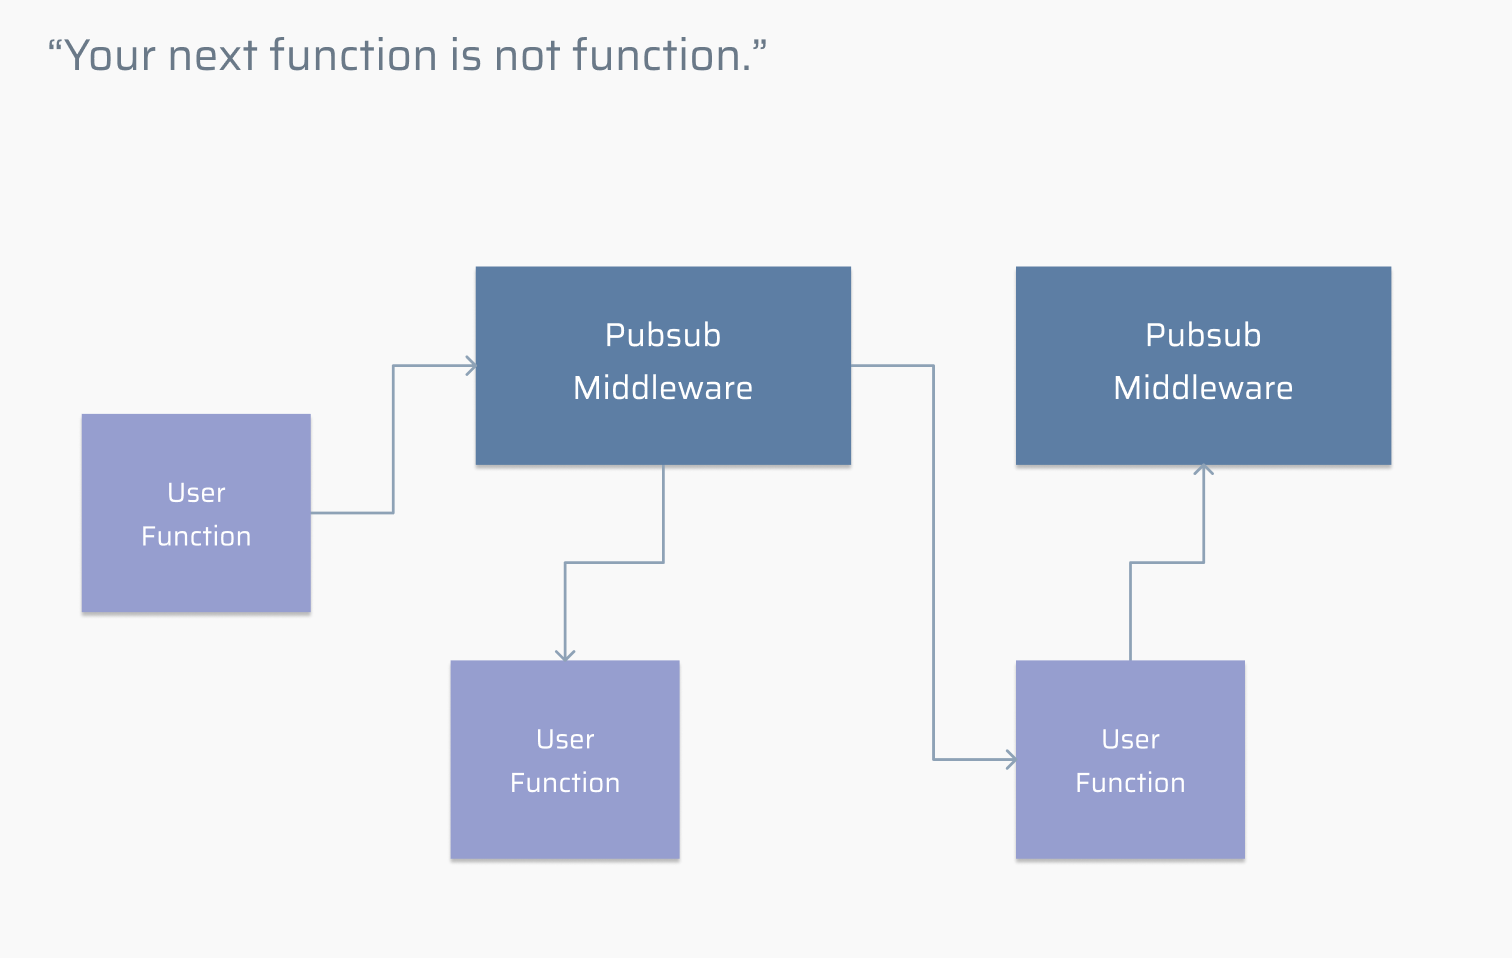 “Your next function is not function.”
Pubsub
Middleware
Pubsub
Middleware
User
Function
User
Function
User
Function